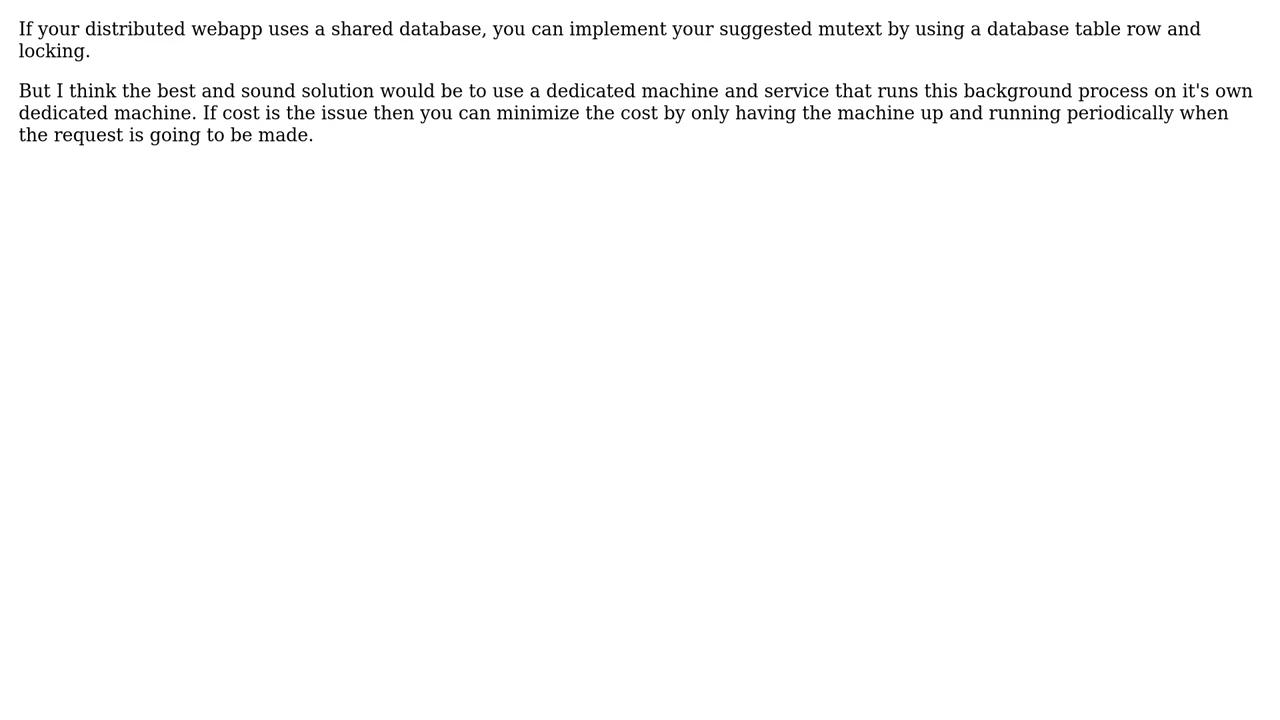 If your distributed webapp uses a shared database, you can implement your suggested mutext by using a database table row and
locking.
But I think the best and sound solution would be to use a dedicated machine and service that runs this background process on it's own
dedicated machine. If cost is the issue then you can minimize the cost by only having the machine up and running periodically when
the request is going to be made.